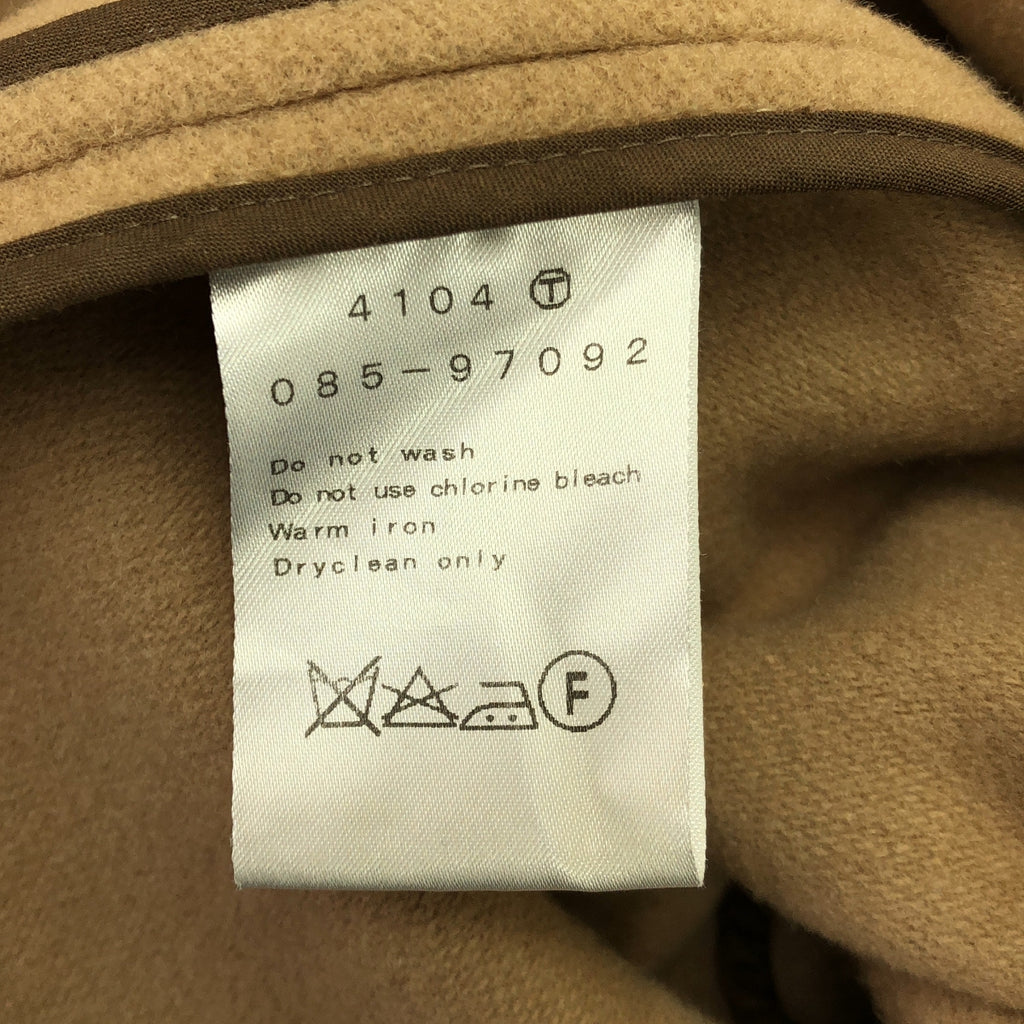 4104 Ⓣ
085-97092
Do not wash
Do not use chlorine bleach
Warm iron
Dryclean only
F